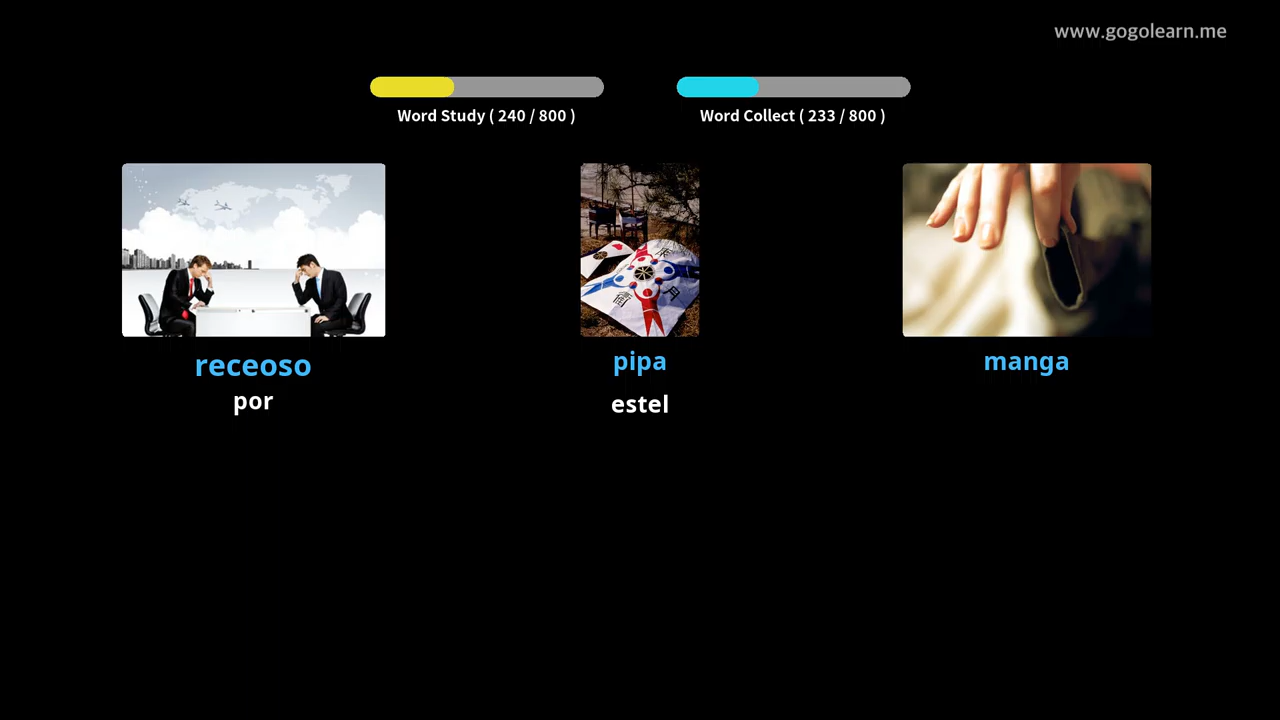 www.gogolearn.me
Word Study ( 240 / 800 )
Word Collect ( 233 / 800 )
receoso
pipa
manga
por
estel